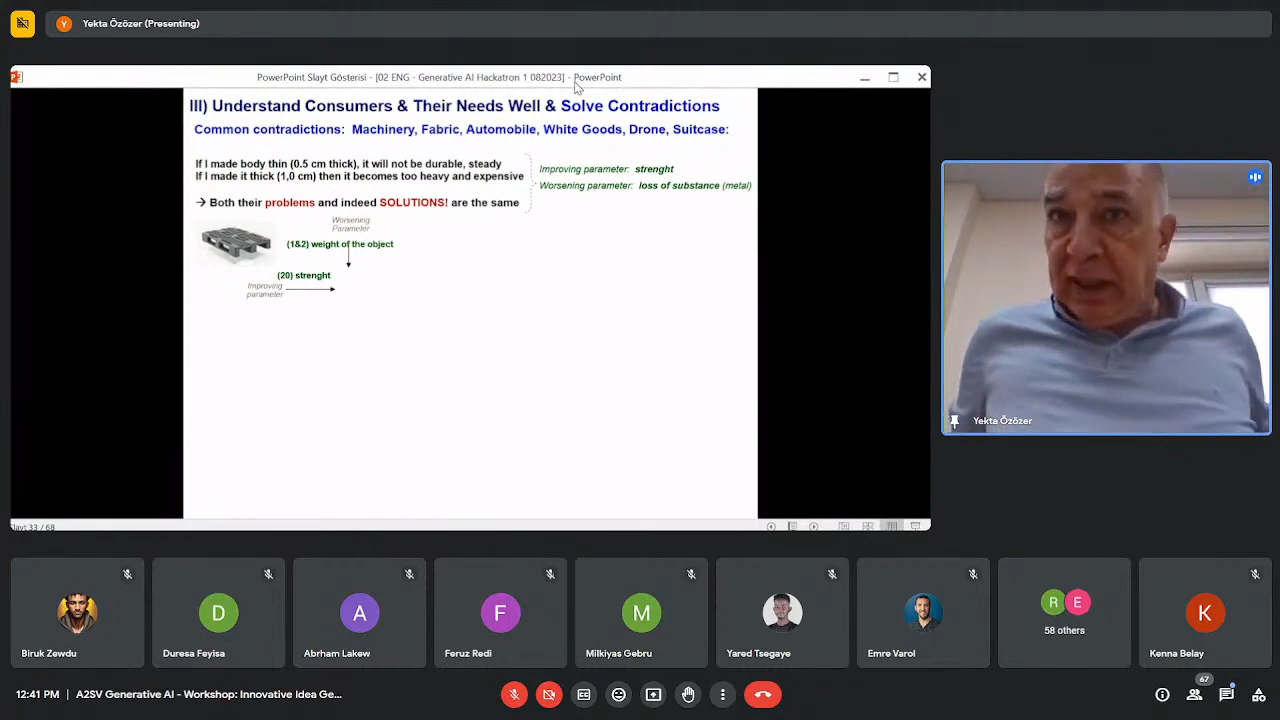 Y Yekta Özözer (Presenting)
PowerPoint Slayt Gösterisi - [02 ENG - Generative AI Hackatron 1 082023] - PowerPoint
III) Understand Consumers & Their Needs Well & Solve Contradictions
Common contradictions: Machinery, Fabric, Automobile, White Goods, Drone, Suitcase:
If I made body thin (0.5 cm thick), it will not be durable, steady
If I made it thick (1,0 cm) then it becomes too heavy and expensive
Improving parameter: strenght
Worsening parameter: loss of substance (metal)
→ Both their problems and indeed SOLUTIONS! are the same
Worsening
Parameter
(1&2) weight of the object
(20) strenght
Improving
parameter
Yekta Özözer
Slayt 33 / 68
D
A
F
M
R E
K
Biruk Zewdu
Duresa Feyisa
Abrham Lakew
Feruz Redi
Milkiyas Gebru
Yared Tsegaye
Emre Varol
58 others
Kenna Belay
12:41 PM | A2SV Generative AI - Workshop: Innovative Idea Ge...
67